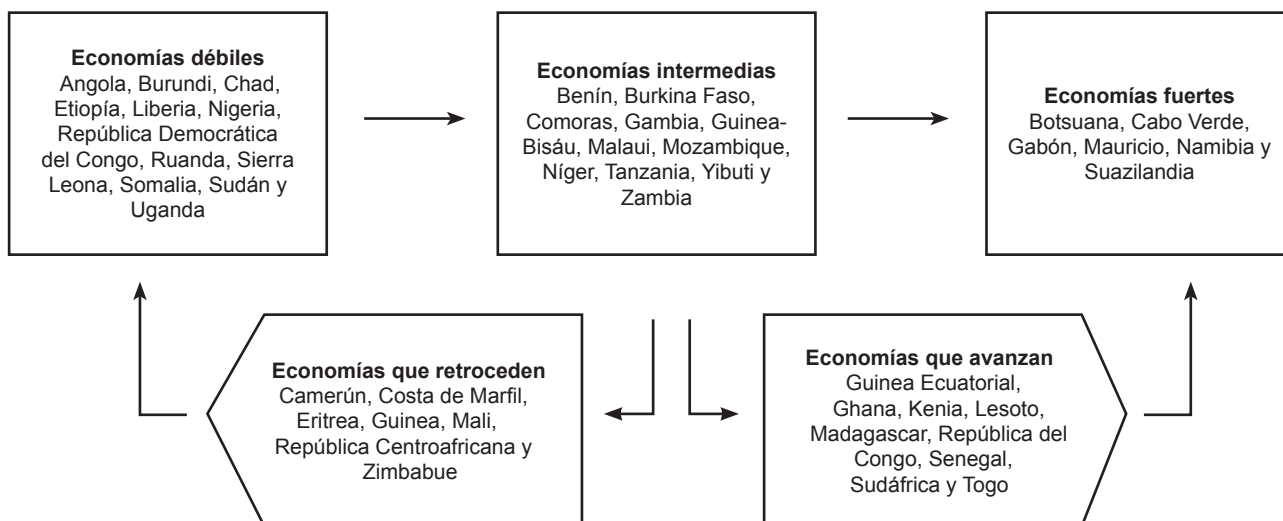 Economías débiles
Angola, Burundi, Chad,
Etiopía, Liberia, Nigeria,
República Democrática
del Congo, Ruanda, Sierra
Leona, Somalia, Sudán y
Uganda
Economías intermedias
Benín, Burkina Faso,
Comoras, Gambia, Guinea-
Bisáu, Malaui, Mozambique,
Níger, Tanzania, Yibuti y
Zambia
Economías fuertes
Botsuana, Cabo Verde,
Gabón, Mauricio, Namibia y
Suazilandia
Economías que retroceden
Camerún, Costa de Marfil,
Eritrea, Guinea, Mali,
República Centroafricana y
Zimbabue
Economías que avanzan
Guinea Ecuatorial,
Ghana, Kenia, Lesoto,
Madagascar, República del
Congo, Senegal,
Sudáfrica y Togo